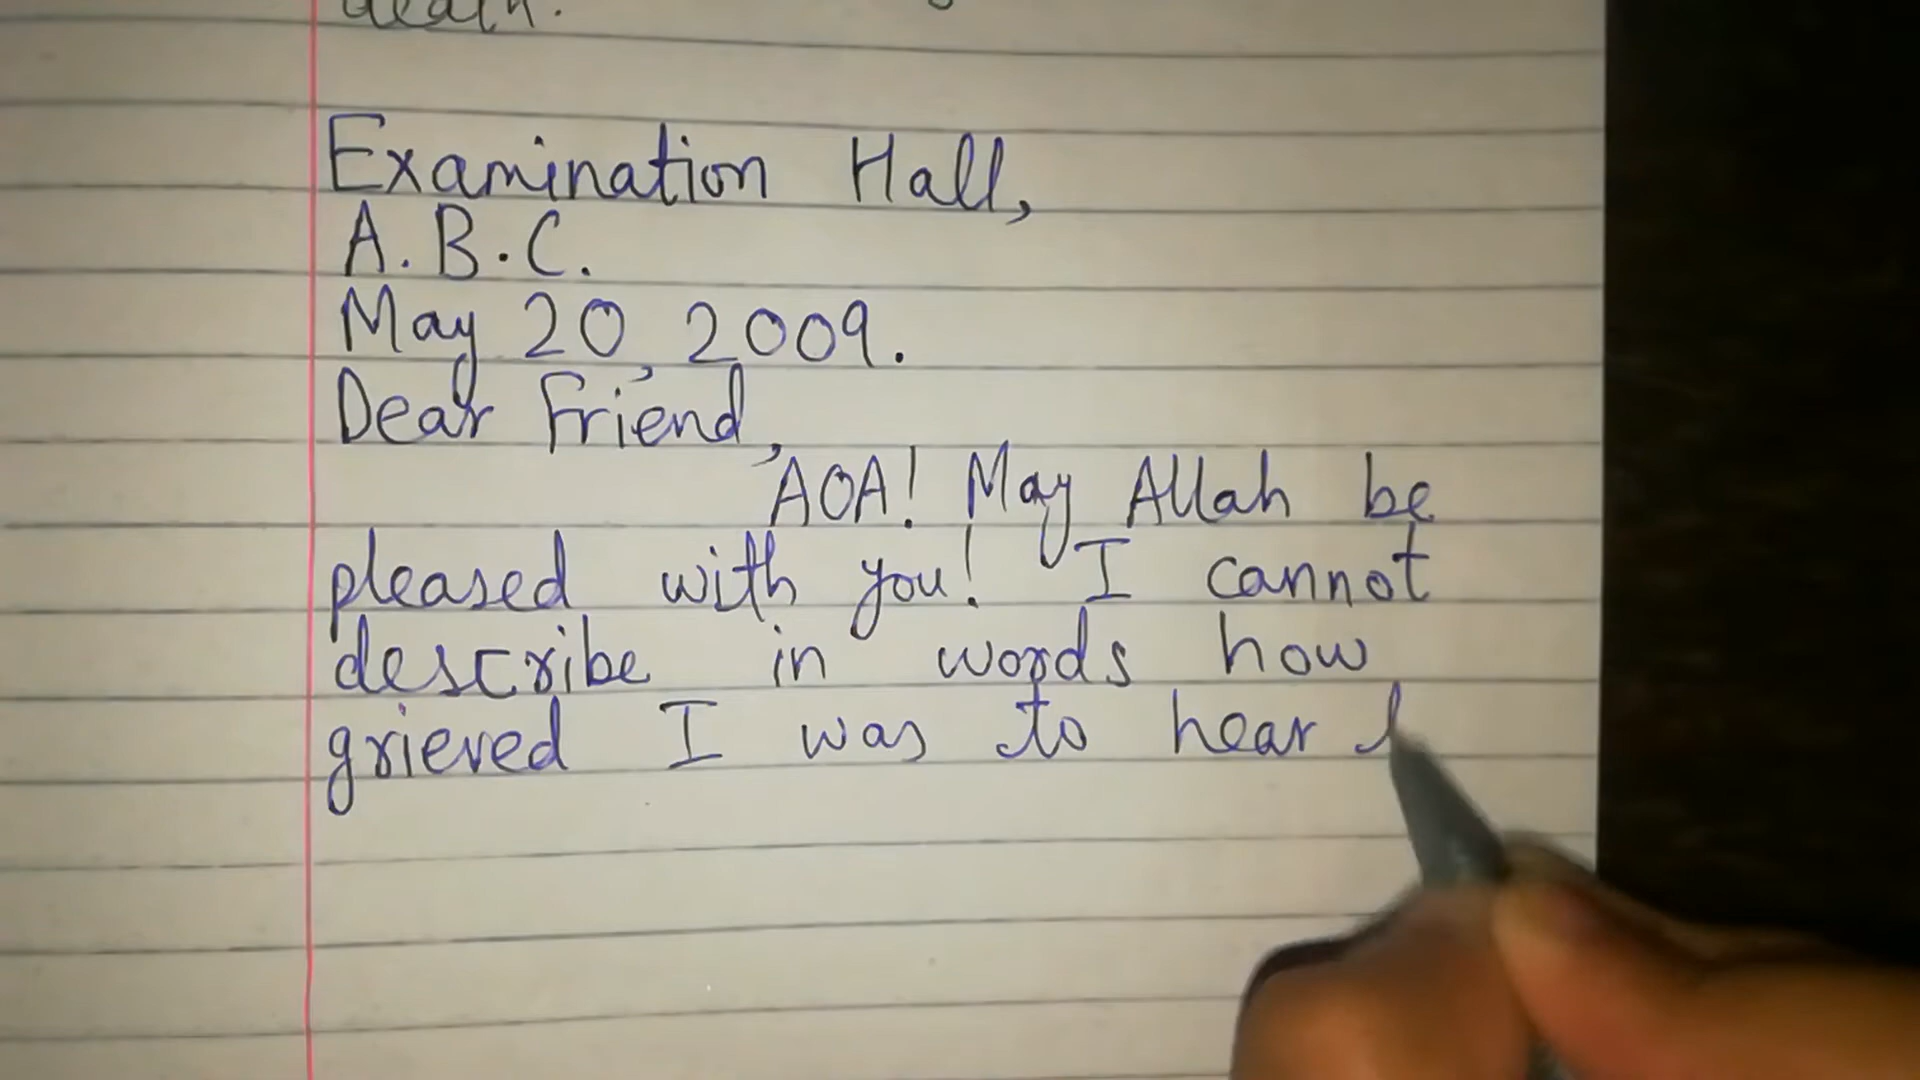 death.
Examination Hall,
A.B.C.
May 20, 2009.
Dear Friend,
AOA! May Allah be
pleased with you! I cannot
describe in words how
grieved I was to hear